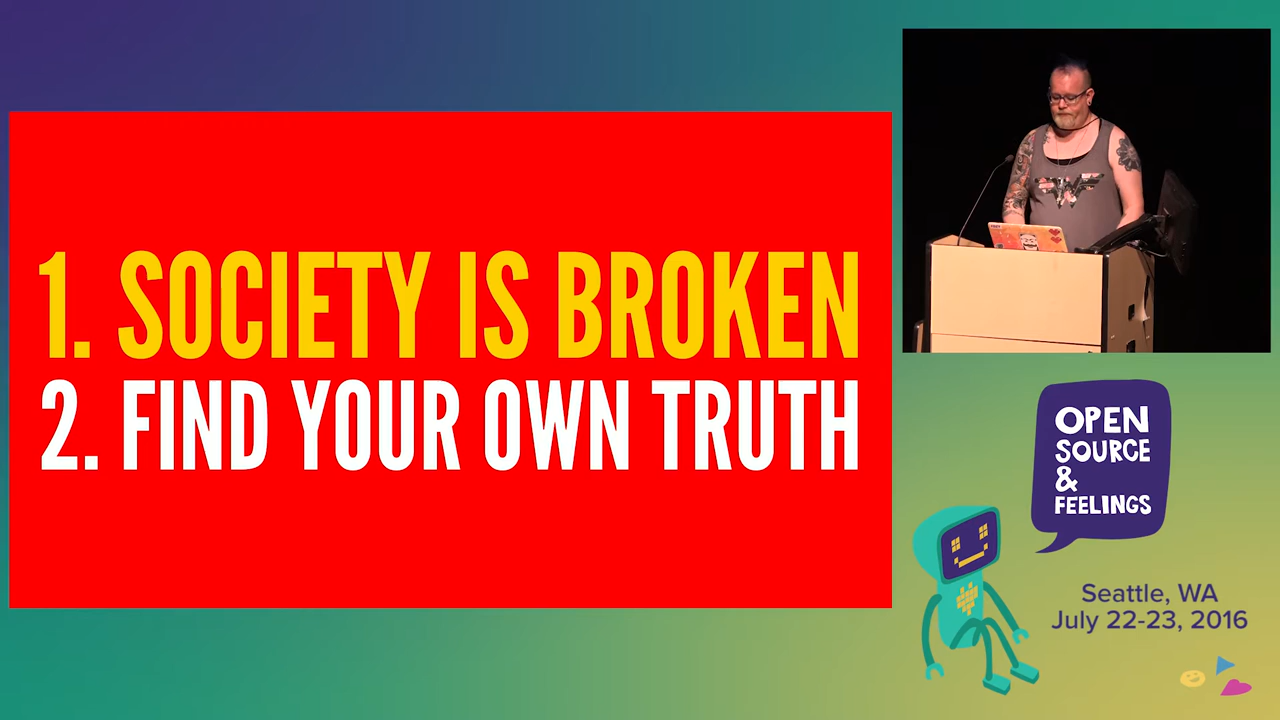 1. SOCIETY IS BROKEN
2. FIND YOUR OWN TRUTH
OPEN
SOURCE
&
FEELINGS
Seattle, WA
July 22-23, 2016